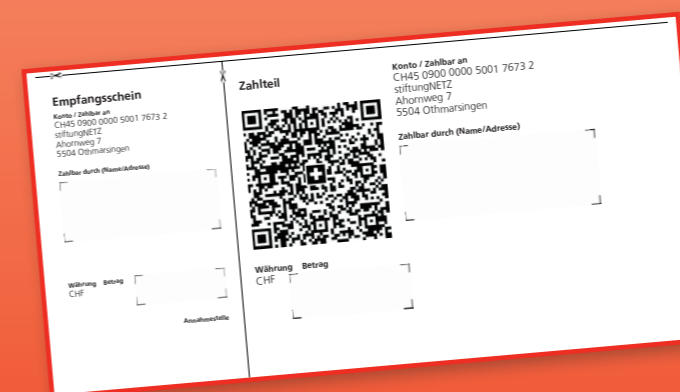 Empfangsschein
Konto / Zahlbar an
CH45 0900 0000 5001 7673 2
stiftungNETZ
Ahornweg 7
5504 Othmarsingen
Zahlbar durch (Name/Adresse)
Währung Betrag
CHF
Annahmestelle
Zahlteil
Währung Betrag
CHF
Konto / Zahlbar an
CH45 0900 0000 5001 7673 2
stiftungNETZ
Ahornweg 7
5504 Othmarsingen
Zahlbar durch (Name/Adresse)